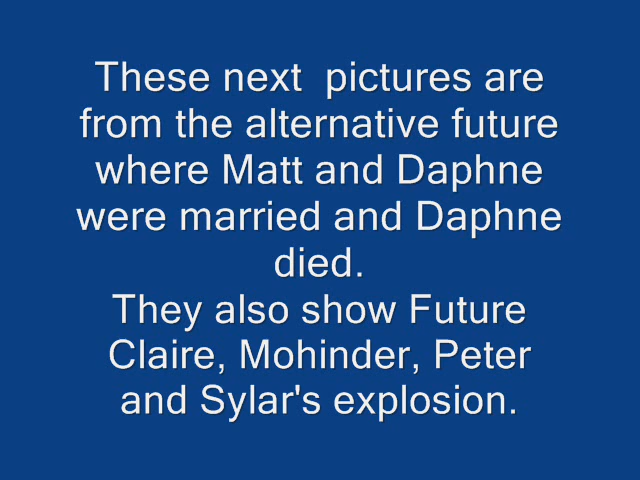 These next  pictures are
from the alternative future
where Matt and Daphne
were married and Daphne
died.
They also show Future
Claire, Mohinder, Peter
and Sylar's explosion.